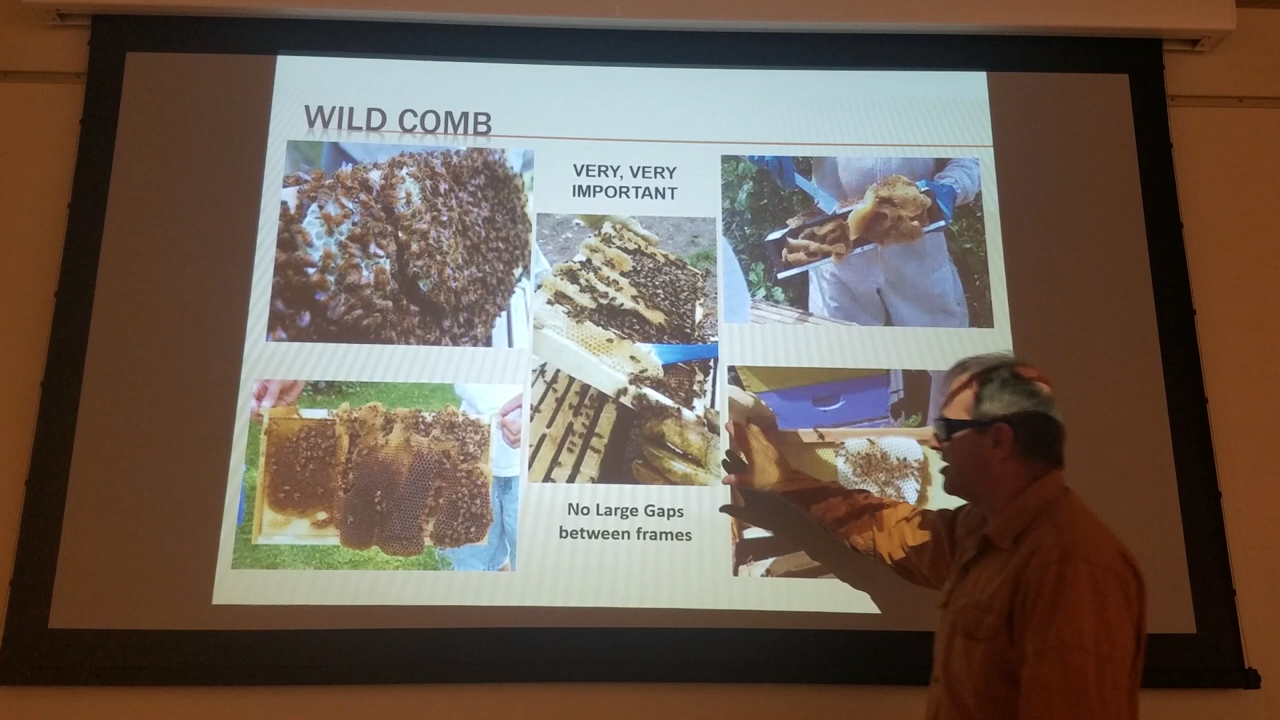 WILD COMB
VERY, VERY
IMPORTANT
No Large Gaps
between frames